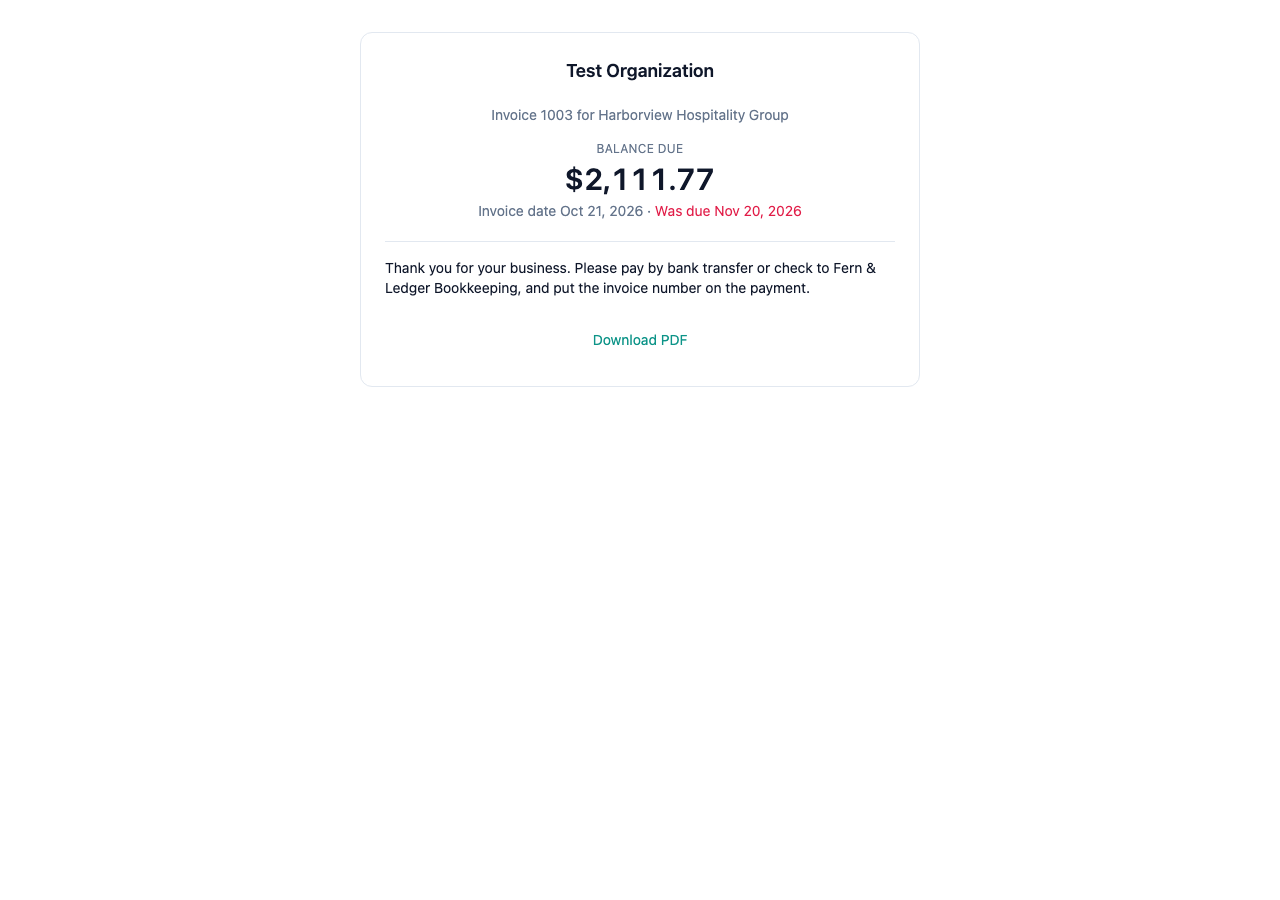 Test Organization
Invoice 1003 for Harborview Hospitality Group
BALANCE DUE
$2,111.77
Invoice date Oct 21, 2026 · Was due Nov 20, 2026
Thank you for your business. Please pay by bank transfer or check to Fern &
Ledger Bookkeeping, and put the invoice number on the payment.
Download PDF